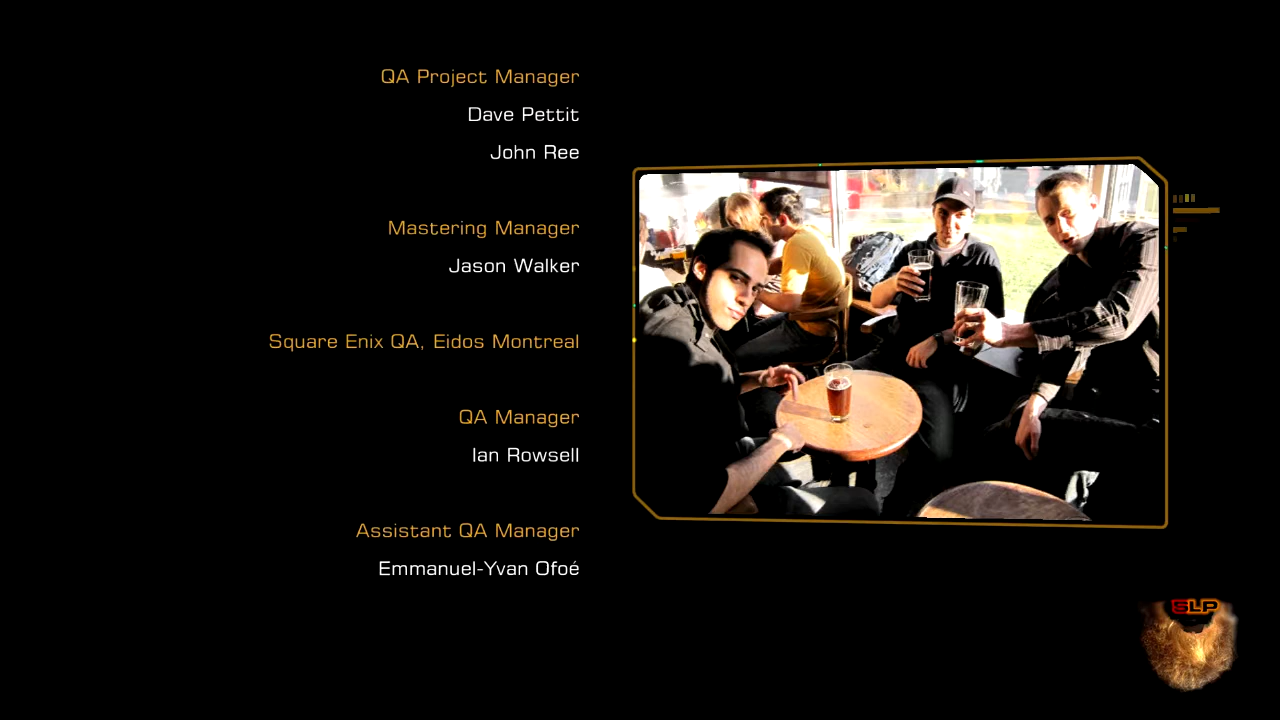 QA Project Manager
Dave Pettit
John Ree
Mastering Manager
Jason Walker
Square Enix QA, Eidos Montreal
QA Manager
Ian Rowsell
Assistant QA Manager
Emmanuel-Yvan Ofoé
SLP